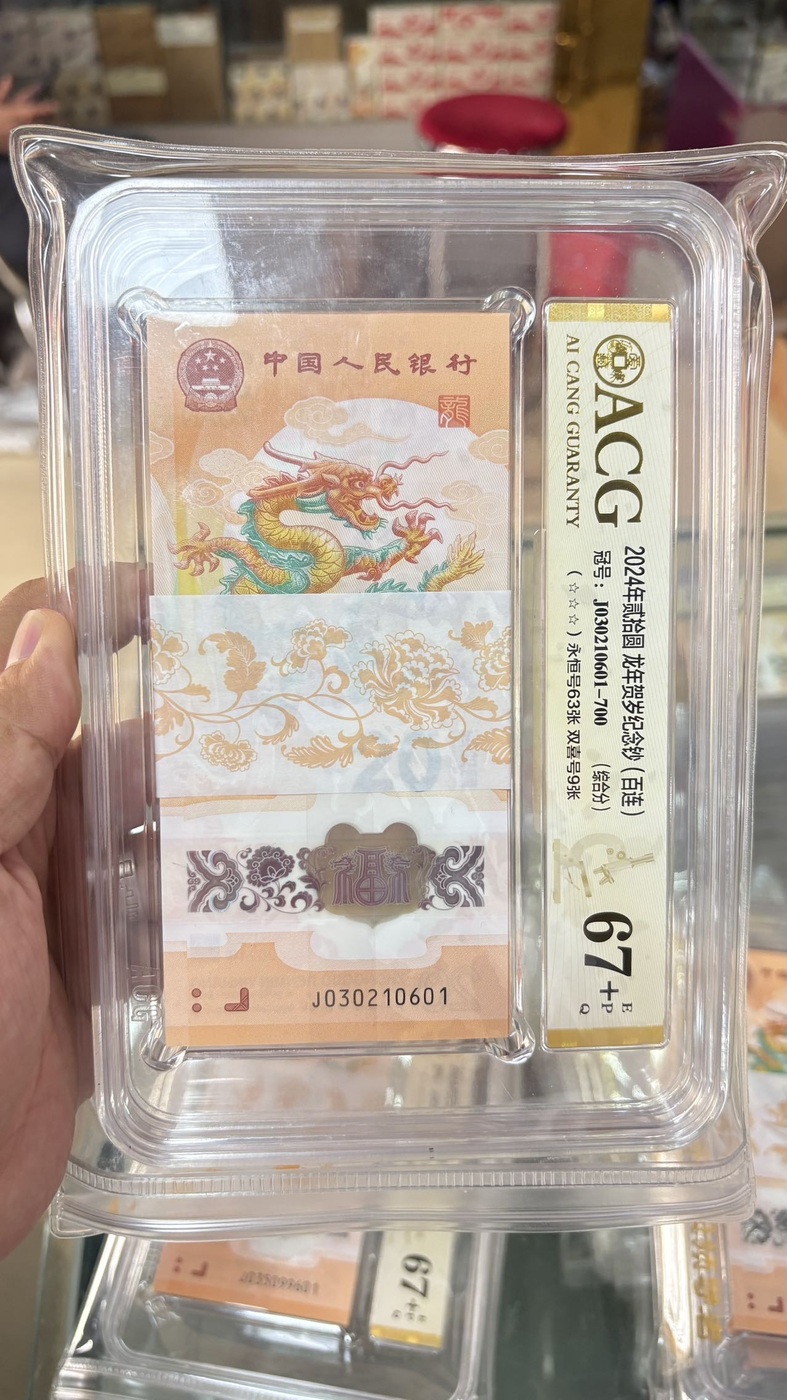 中国人民银行
龍
福
J030210601
ACG
AI CANG GUARANTY
2024年贰拾圆 龙年贺岁纪念钞（百连）
冠号：J030210601-700 （综合分）
（☆☆☆）永恒号63张 双喜号9张
67+
E
P
Q
67+